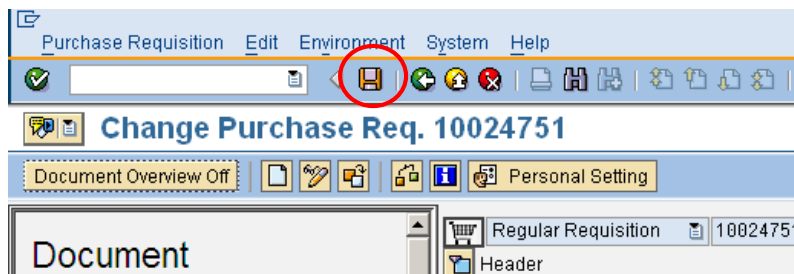 Purchase Requisition Edit Environment System Help
Change Purchase Req. 10024751
Document Overview Off Personal Setting
Document
Regular Requisition 10024751
Header